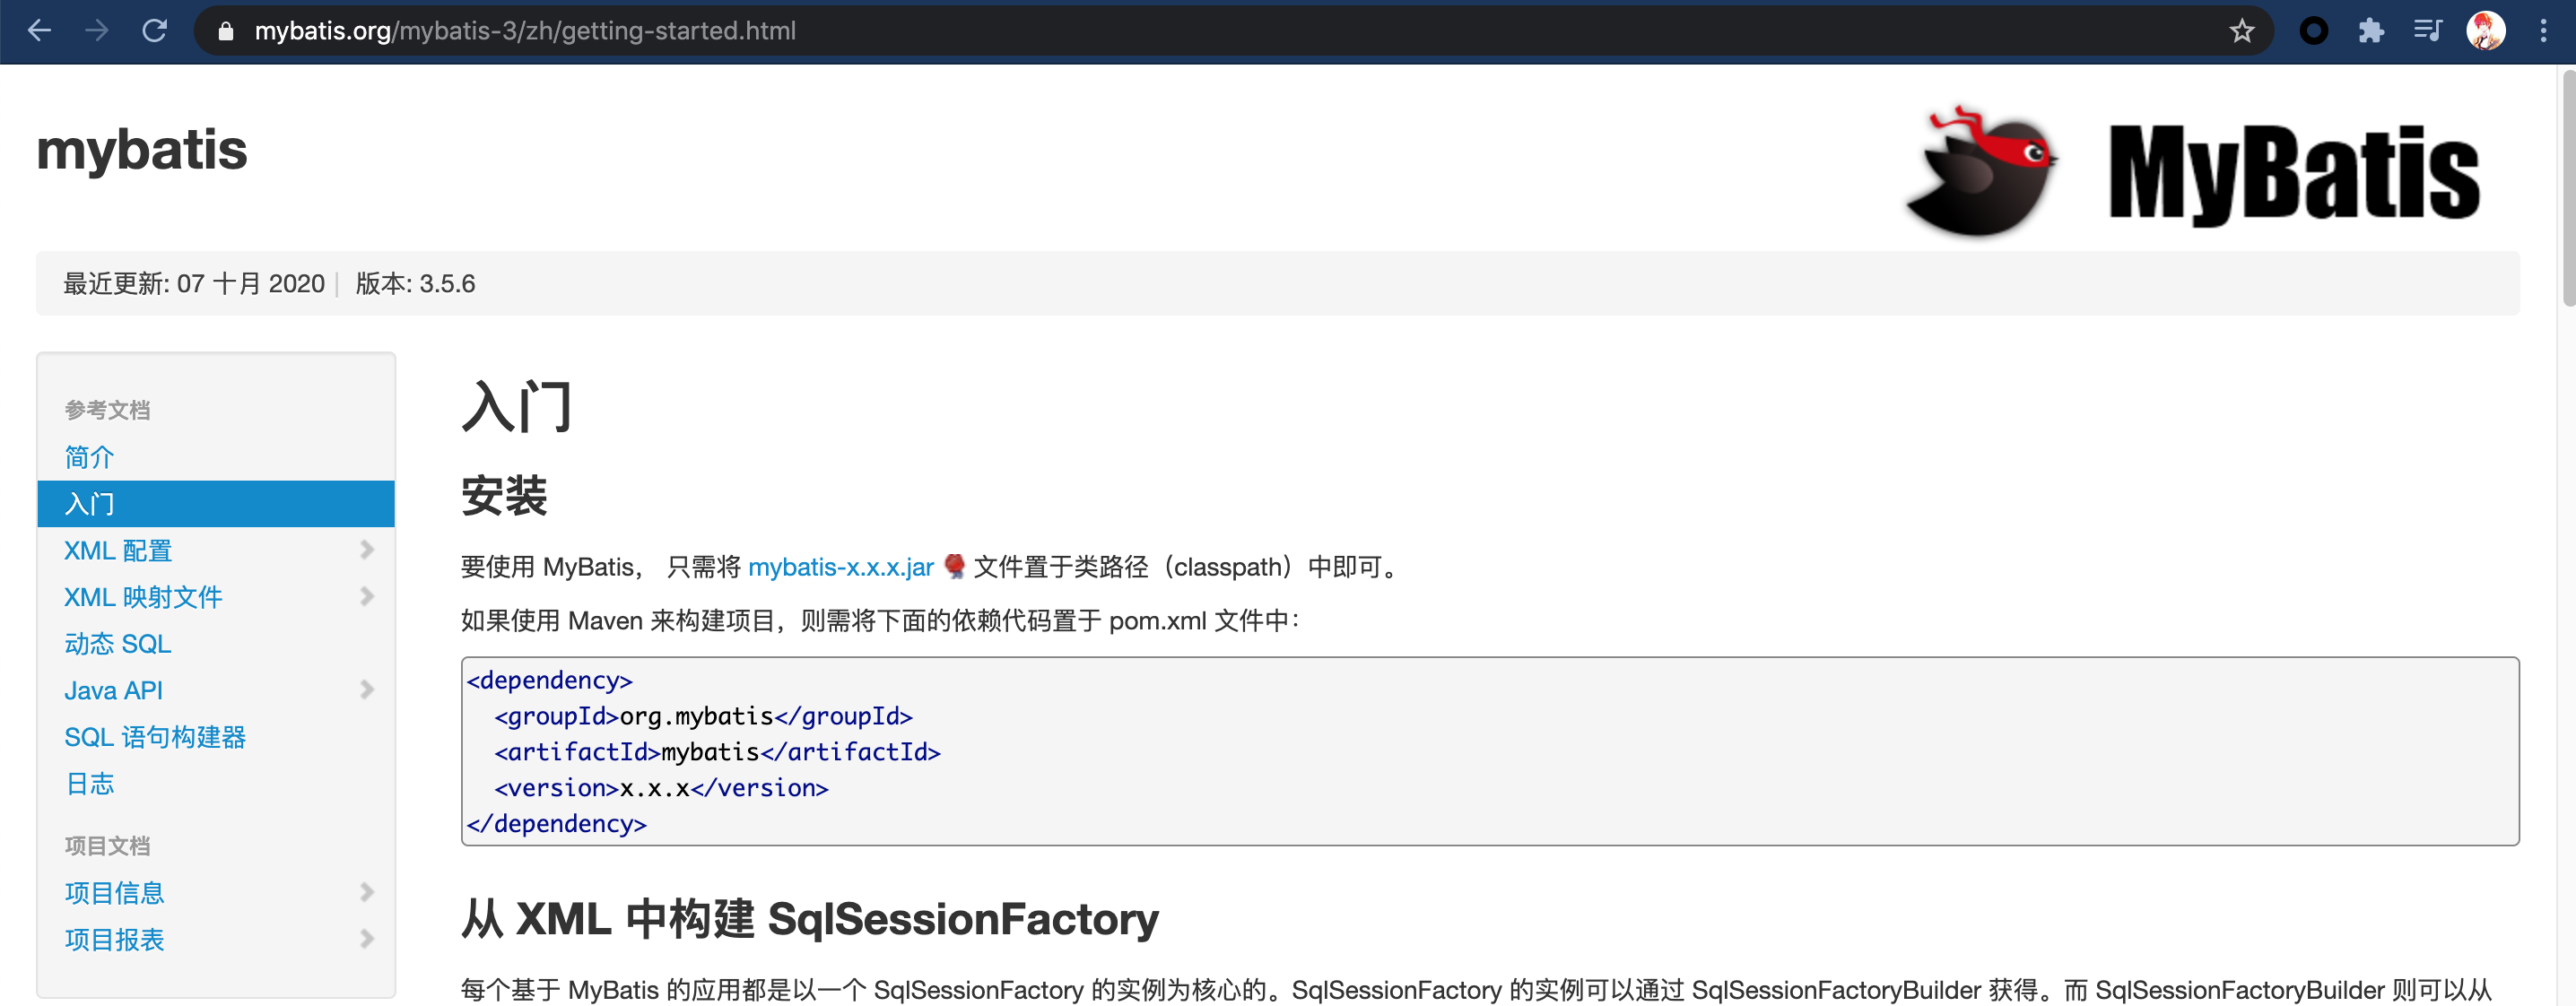 mybatis.org/mybatis-3/zh/getting-started.html
mybatis
MyBatis
最近更新: 07 十月 2020 | 版本: 3.5.6
参考文档
简介
入门
XML 配置
XML 映射文件
动态 SQL
Java API
SQL 语句构建器
日志
项目文档
项目信息
项目报表
入门
安装
要使用 MyBatis， 只需将 mybatis-x.x.x.jar 文件置于类路径（classpath）中即可。
如果使用 Maven 来构建项目，则需将下面的依赖代码置于 pom.xml 文件中：
<dependency>
  <groupId>org.mybatis</groupId>
  <artifactId>mybatis</artifactId>
  <version>x.x.x</version>
</dependency>
从 XML 中构建 SqlSessionFactory
每个基于 MyBatis 的应用都是以一个 SqlSessionFactory 的实例为核心的。SqlSessionFactory 的实例可以通过 SqlSessionFactoryBuilder 获得。而 SqlSessionFactoryBuilder 则可以从